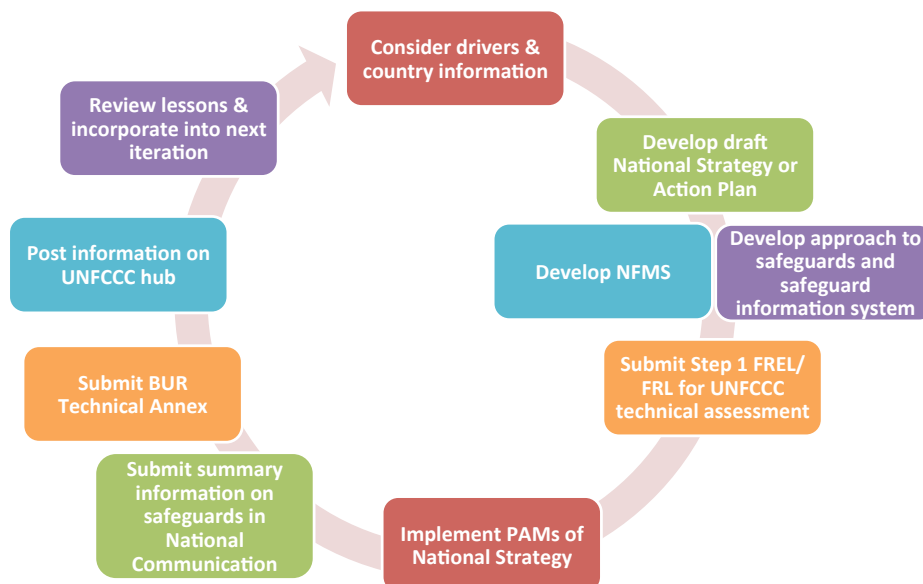 Consider drivers &
country information
Develop draft
National Strategy or
Action Plan
Develop NFMS
Develop approach to
safeguards and
safeguard
information system
Submit Step 1 FREL/
FRL for UNFCCC
technical assessment
Implement PAMs of
National Strategy
Submit summary
information on
safeguards in
National
Communication
Submit BUR
Technical Annex
Post information on
UNFCCC hub
Review lessons &
incorporate into next
iteration